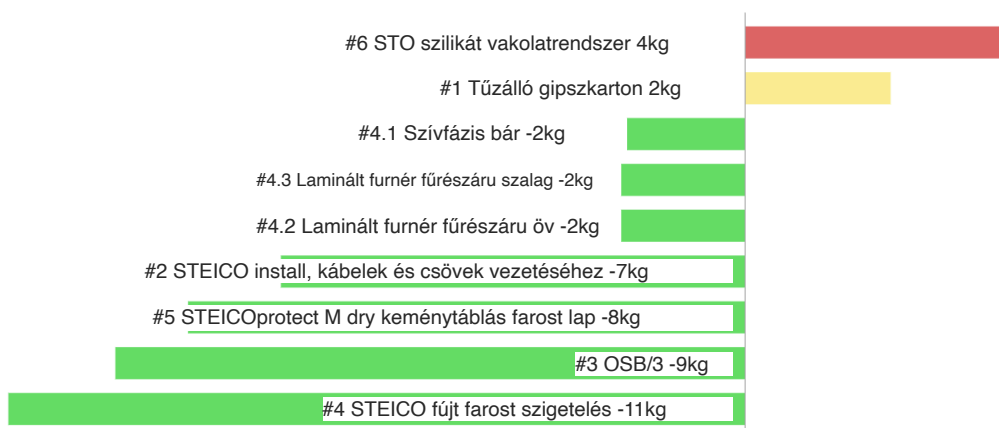 #6 STO szilikát vakolatrendszer 4kg
#1 Tűzálló gipszkarton 2kg
#4.1 Szívfázis bár -2kg
#4.3 Laminált furnér fűrészáru szalag -2kg
#4.2 Laminált furnér fűrészáru öv -2kg
#2 STEICO install, kábelek és csövek vezetéséhez -7kg
#5 STEICOprotect M dry keménytáblás farost lap -8kg
#3 OSB/3 -9kg
#4 STEICO fújt farost szigetelés -11kg